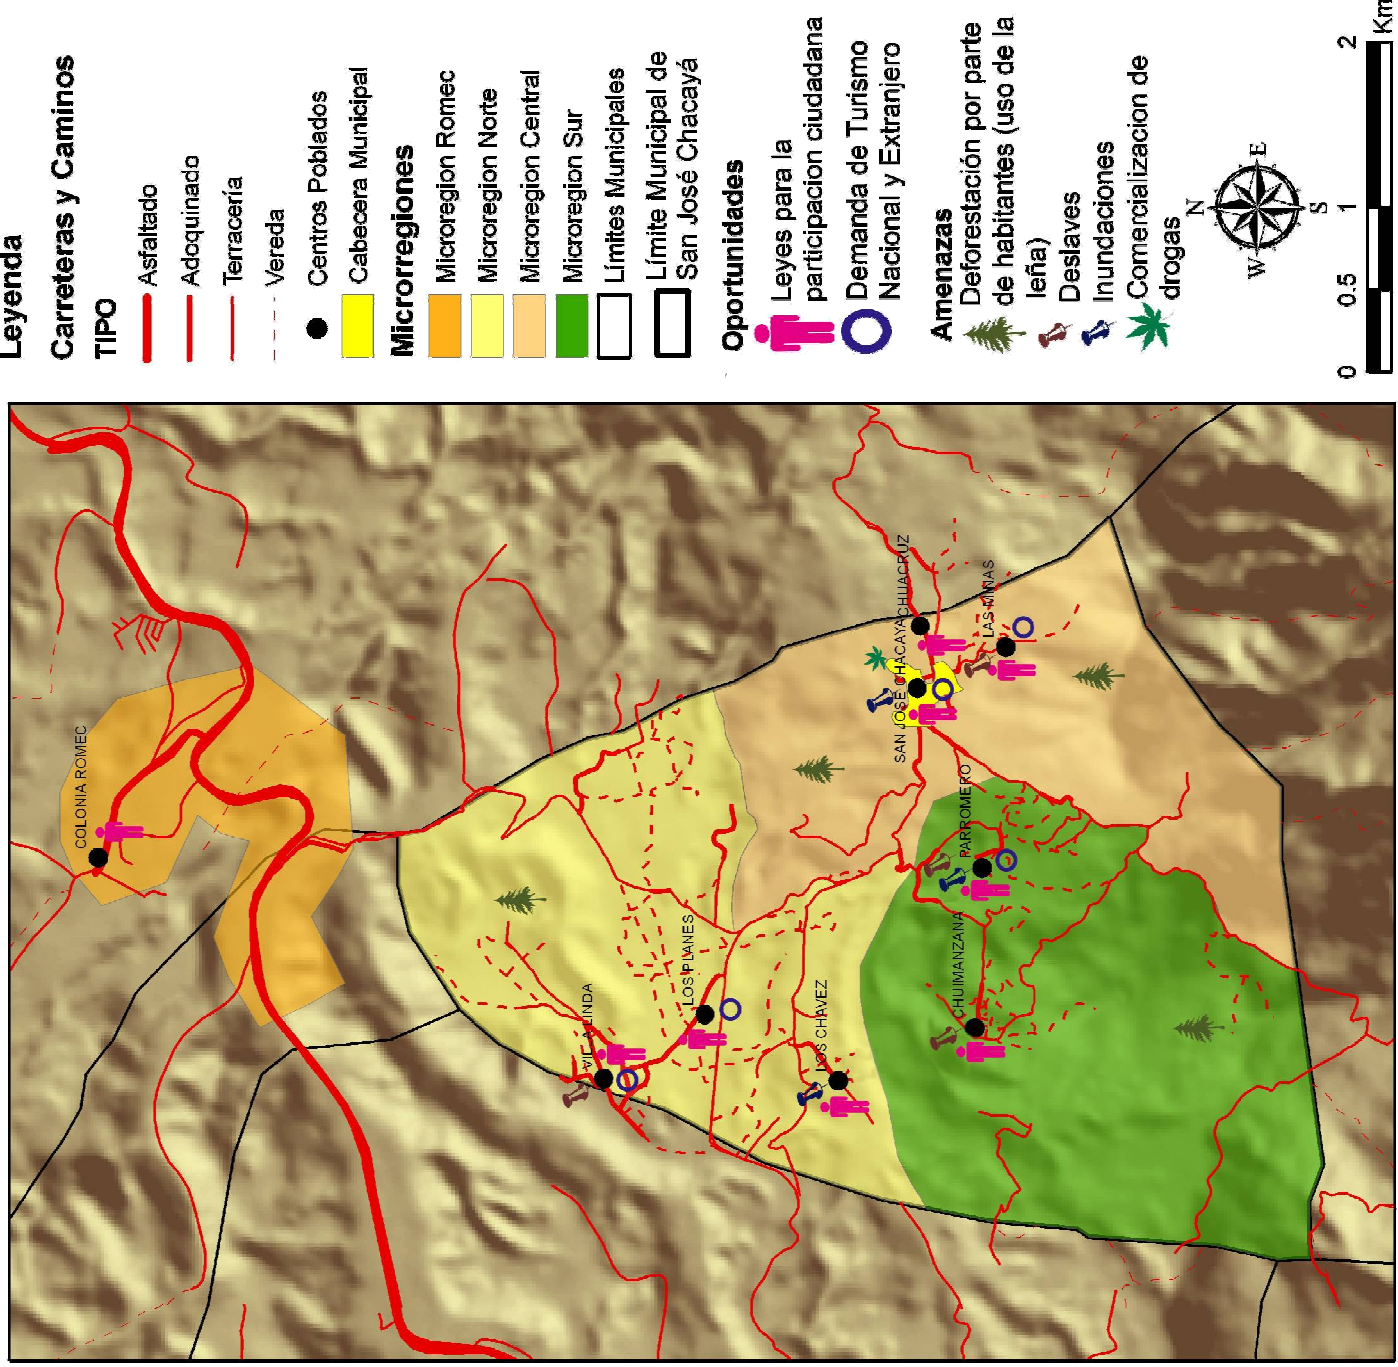 Leyenda
Carreteras y Caminos
TIPO
Asfaltado
Adoquinado
Terracería
Vereda
Centros Poblados
Cabecera Municipal
Microrregiones
Microregion Romec
Microregion Norte
Microregion Central
Microregion Sur
Límites Municipales
Límite Municipal de
San José Chacayá
Oportunidades
Leyes para la
participacion ciudadana
Demanda de Turismo
Nacional y Extranjero
Amenazas
Deforestación por parte
de habitantes (uso de la
leña)
Deslaves
Inundaciones
Comercializacion de
drogas
N
E
S
W
0 0.5 1 2
Km
COLONIA ROMEC
VILLA LINDA
LOS PLANES
LOS CHAVEZ
SAN JOSE CHACAYA
CHUACRUZ
LAS MINAS
PARROMERO
CHUIMANZANA